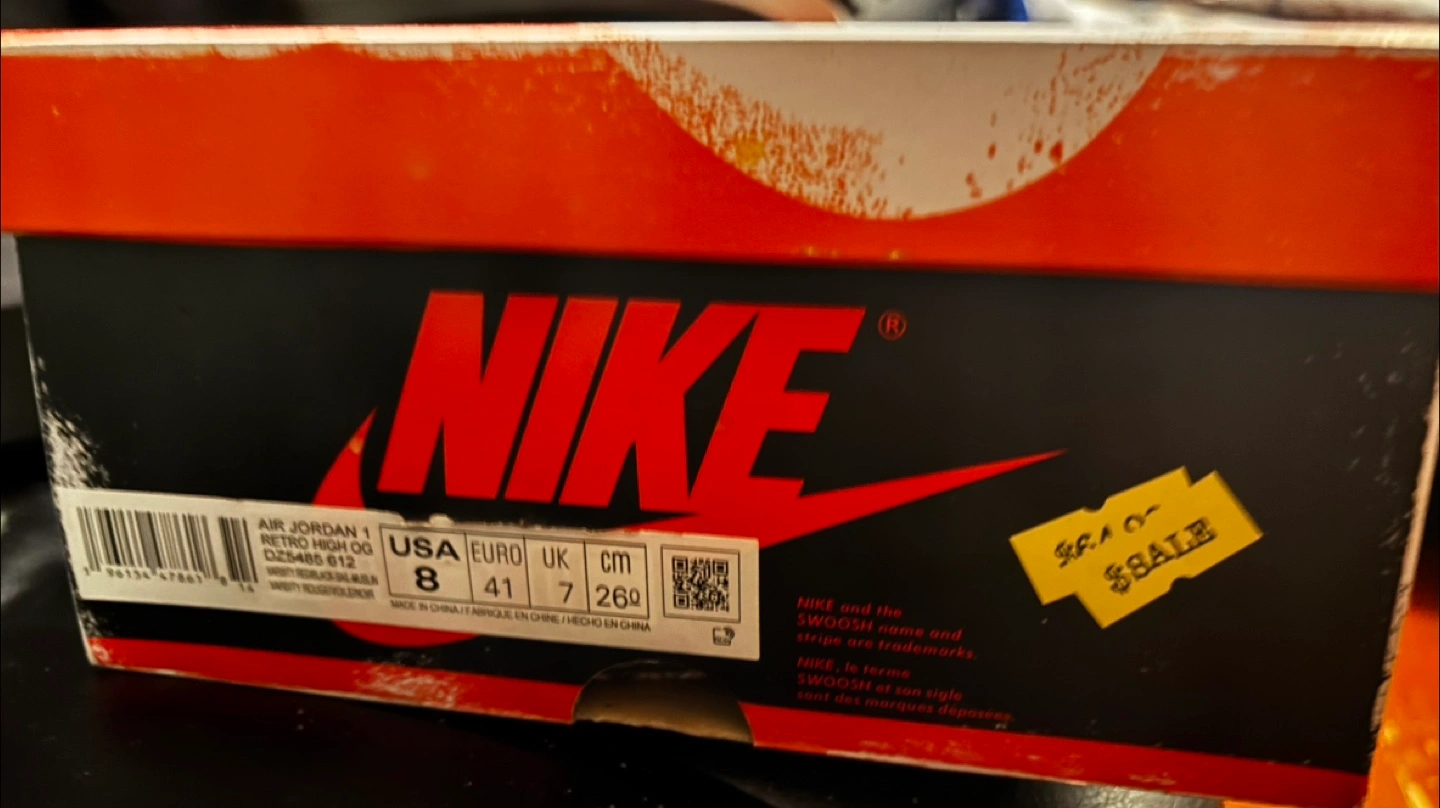 NIKE®
AIR JORDAN 1
RETRO HIGH OG
DZ5485 612
USA
8
EURO
41
UK
7
cm
26
MADE IN CHINA / FABRIQUE EN CHINE / HECHO EN CHINA
NIKE and the
SWOOSH name and
stripe are trademarks.
NIKE, le terme
SWOOSH et son sigle
sont des marques déposées.
$SALE